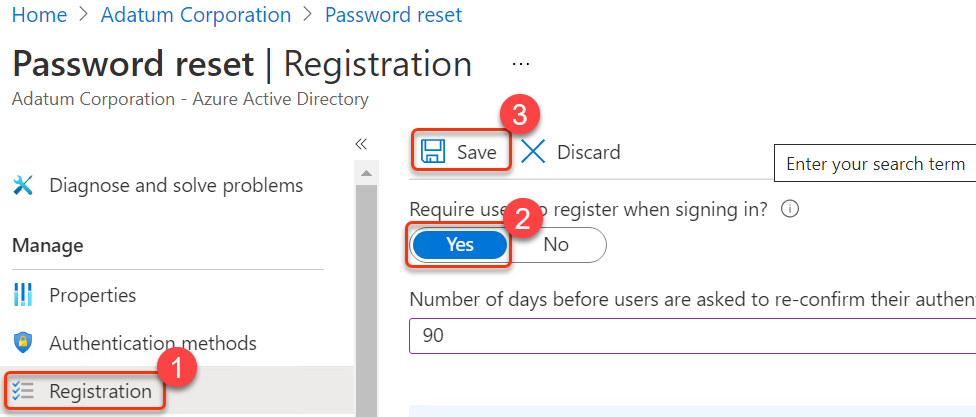 Home > Adatum Corporation > Password reset
Password reset | Registration ...
Adatum Corporation - Azure Active Directory
«
Diagnose and solve problems
Manage
Properties
Authentication methods
1
Registration
3
Save Discard
Enter your search term
Require use o register when signing in?
2
Yes No
Number of days before users are asked to re-confirm their authen
90